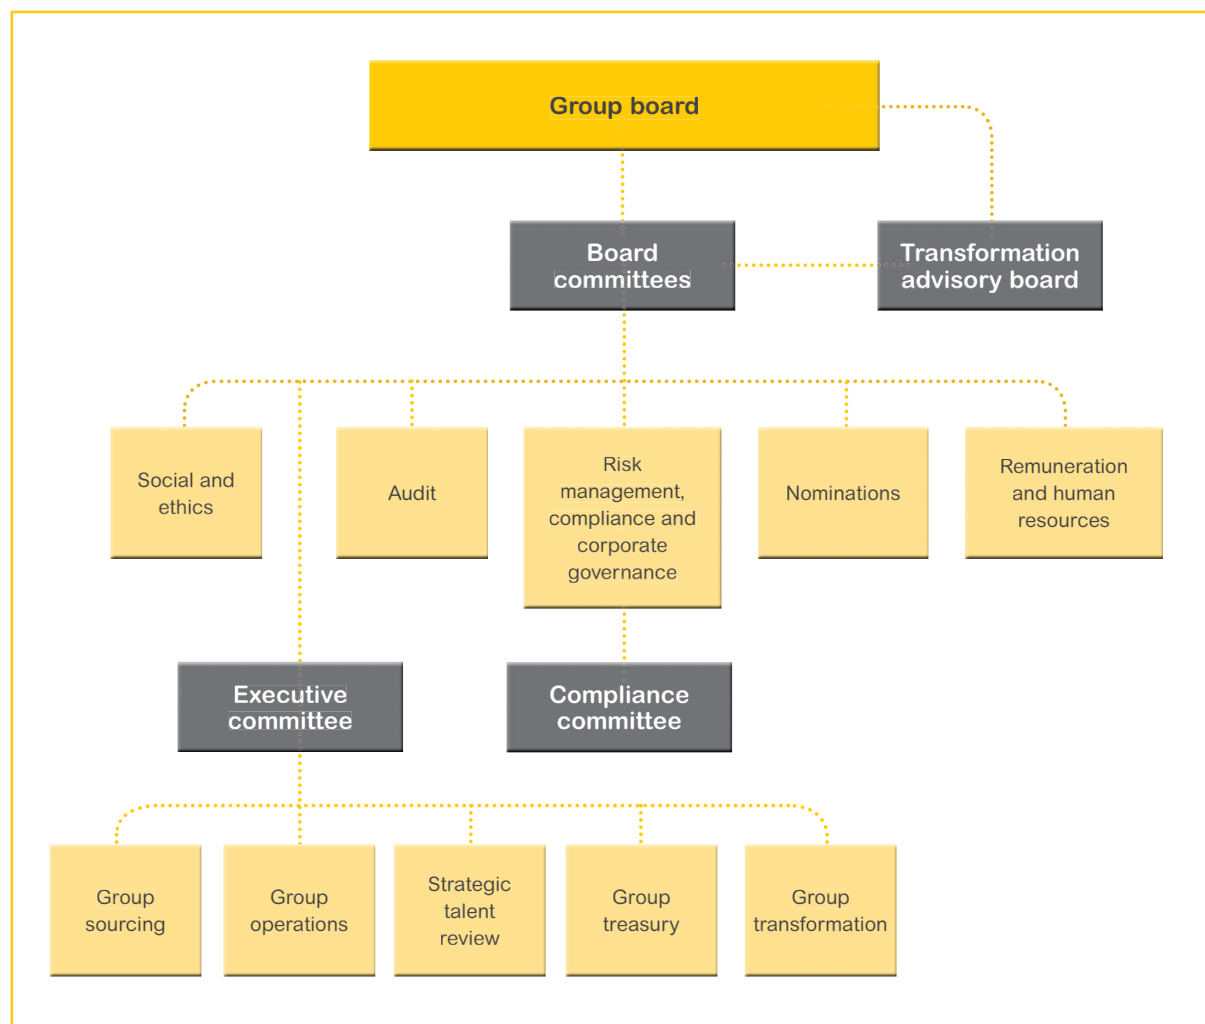 Group board
Board
committees
Transformation
advisory board
Social and
ethics
Audit
Risk
management,
compliance and
corporate
governance
Nominations
Remuneration
and human
resources
Executive
committee
Compliance
committee
Group
sourcing
Group
operations
Strategic
talent
review
Group
treasury
Group
transformation